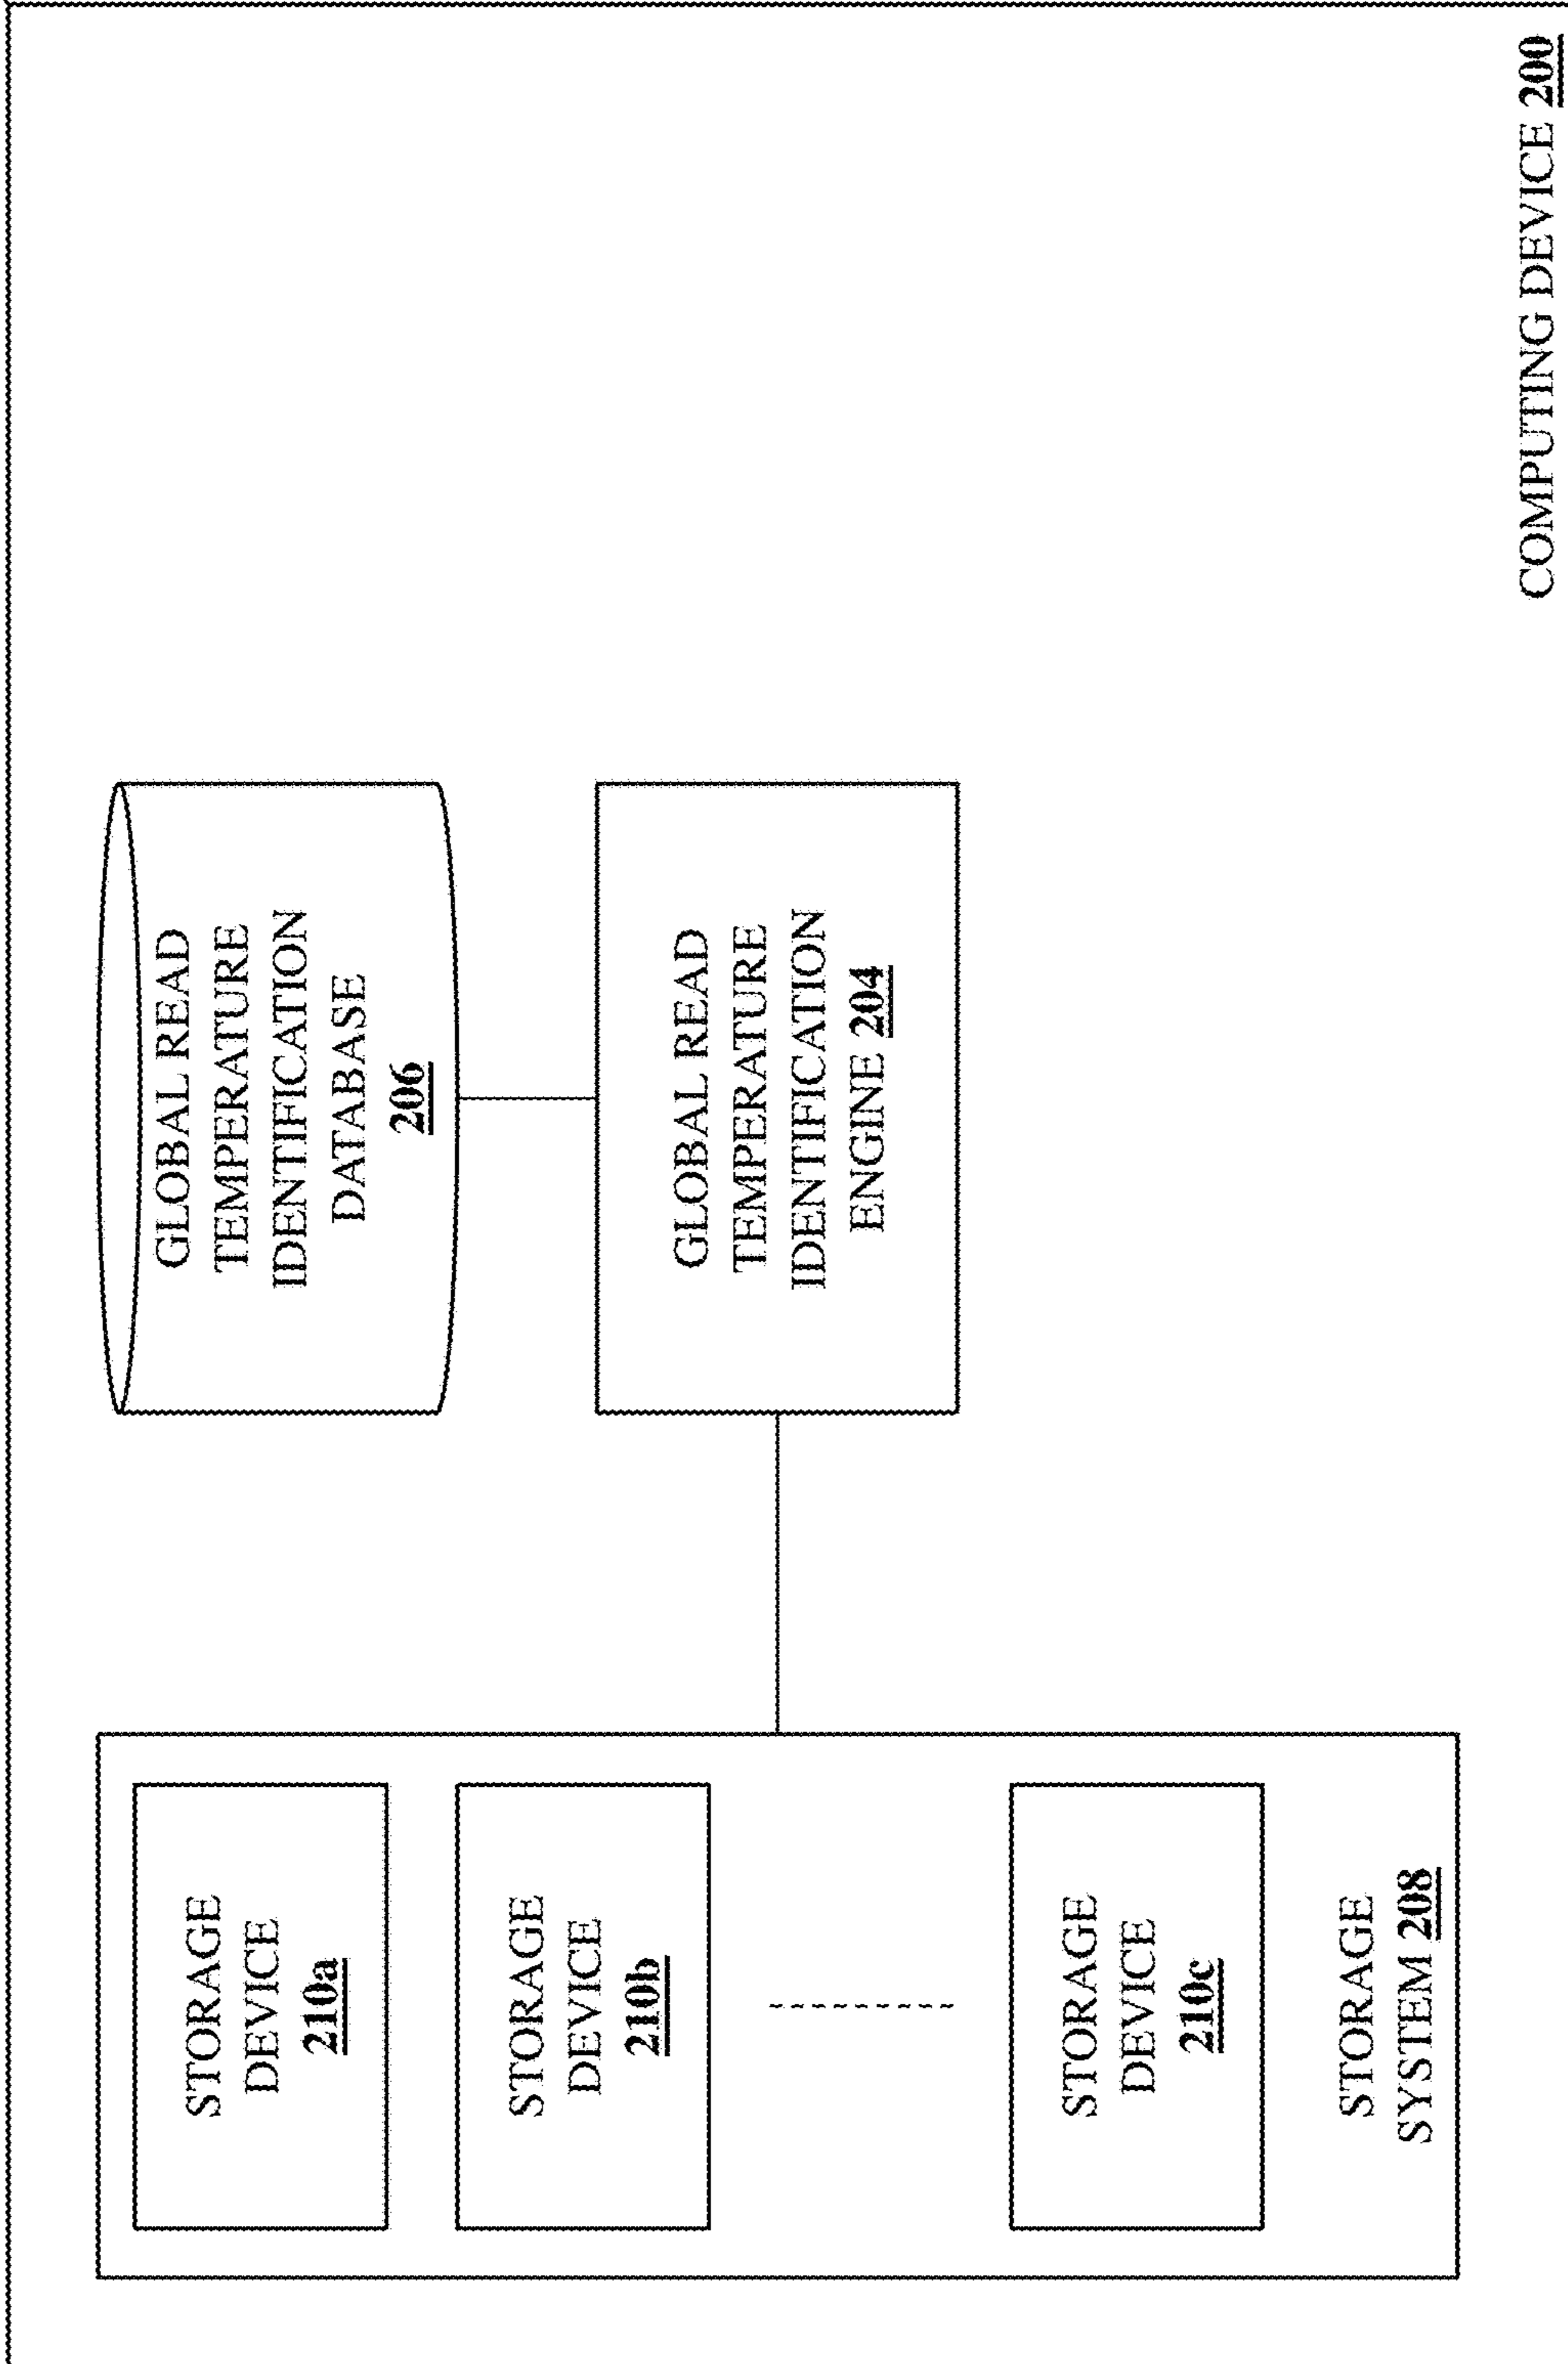 STORAGE
DEVICE
210a
STORAGE
DEVICE
210b
STORAGE
DEVICE
210c
STORAGE
SYSTEM 208
GLOBAL READ
TEMPERATURE
IDENTIFICATION
DATABASE
206
GLOBAL READ
TEMPERATURE
IDENTIFICATION
ENGINE 204
COMPUTING DEVICE 200